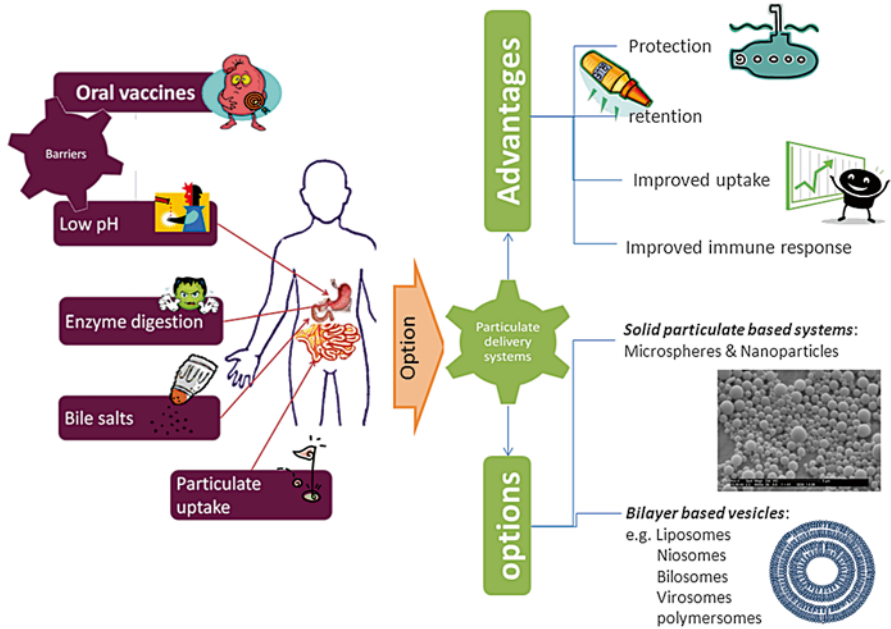 Oral vaccines
Barriers
Low pH
Enzyme digestion
Bile salts
Particulate
uptake
Option
Particulate
delivery
systems
Advantages
Protection
retention
Improved uptake
Improved immune response
options
Solid particulate based systems:
Microspheres & Nanoparticles
Bilayer based vesicles:
e.g. Liposomes
Niosomes
Bilosomes
Virosomes
polymersomes